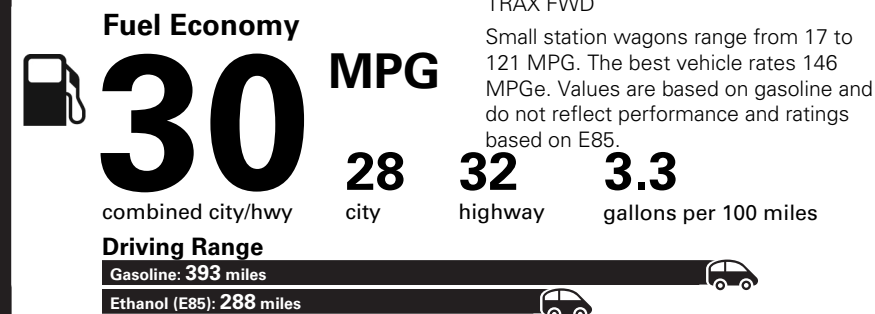 TRAX FWD
Fuel Economy
30
MPG
Small station wagons range from 17 to
121 MPG. The best vehicle rates 146
MPGe. Values are based on gasoline and
do not reflect performance and ratings
based on E85.
28 32 3.3
combined city/hwy city highway gallons per 100 miles
Driving Range
Gasoline: 393 miles
Ethanol (E85): 288 miles